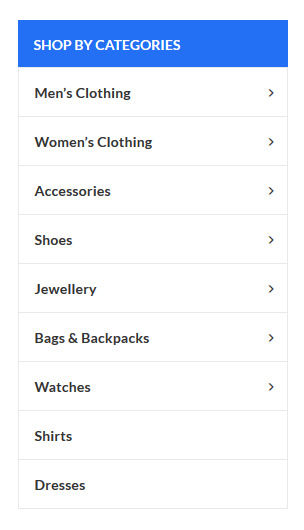 SHOP BY CATEGORIES
Men’s Clothing
Women’s Clothing
Accessories
Shoes
Jewellery
Bags & Backpacks
Watches
Shirts
Dresses